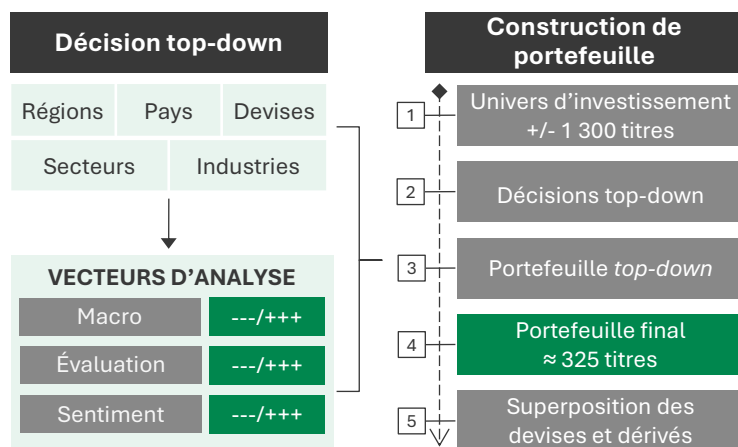 Décision top-down
Régions
Pays
Devises
Secteurs
Industries
VECTEURS D’ANALYSE
Macro
---/+++
Évaluation
---/+++
Sentiment
---/+++
Construction de
portefeuille
1
Univers d’investissement
+/- 1 300 titres
2
Décisions top-down
3
Portefeuille top-down
4
Portefeuille final
≈ 325 titres
5
Superposition des
devises et dérivés